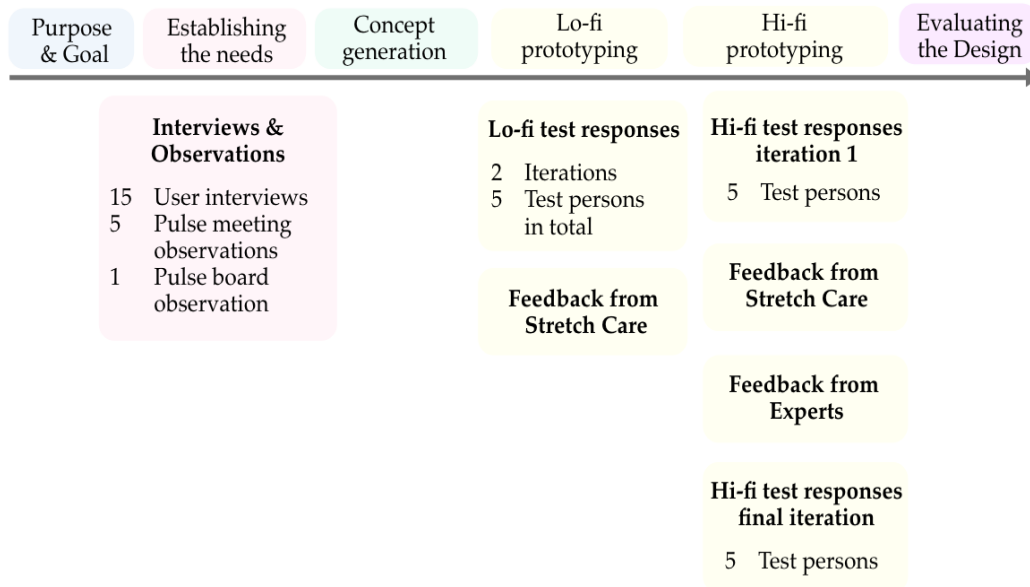 Purpose
& Goal
Establishing
the needs
Concept
generation
Lo-fi
prototyping
Hi-fi
prototyping
Evaluating
the Design
Interviews &
Observations
15 User interviews
5 Pulse meeting
observations
1 Pulse board
observation
Lo-fi test responses
2 Iterations
5 Test persons
in total
Feedback from
Stretch Care
Hi-fi test responses
iteration 1
5 Test persons
Feedback from
Stretch Care
Feedback from
Experts
Hi-fi test responses
final iteration
5 Test persons